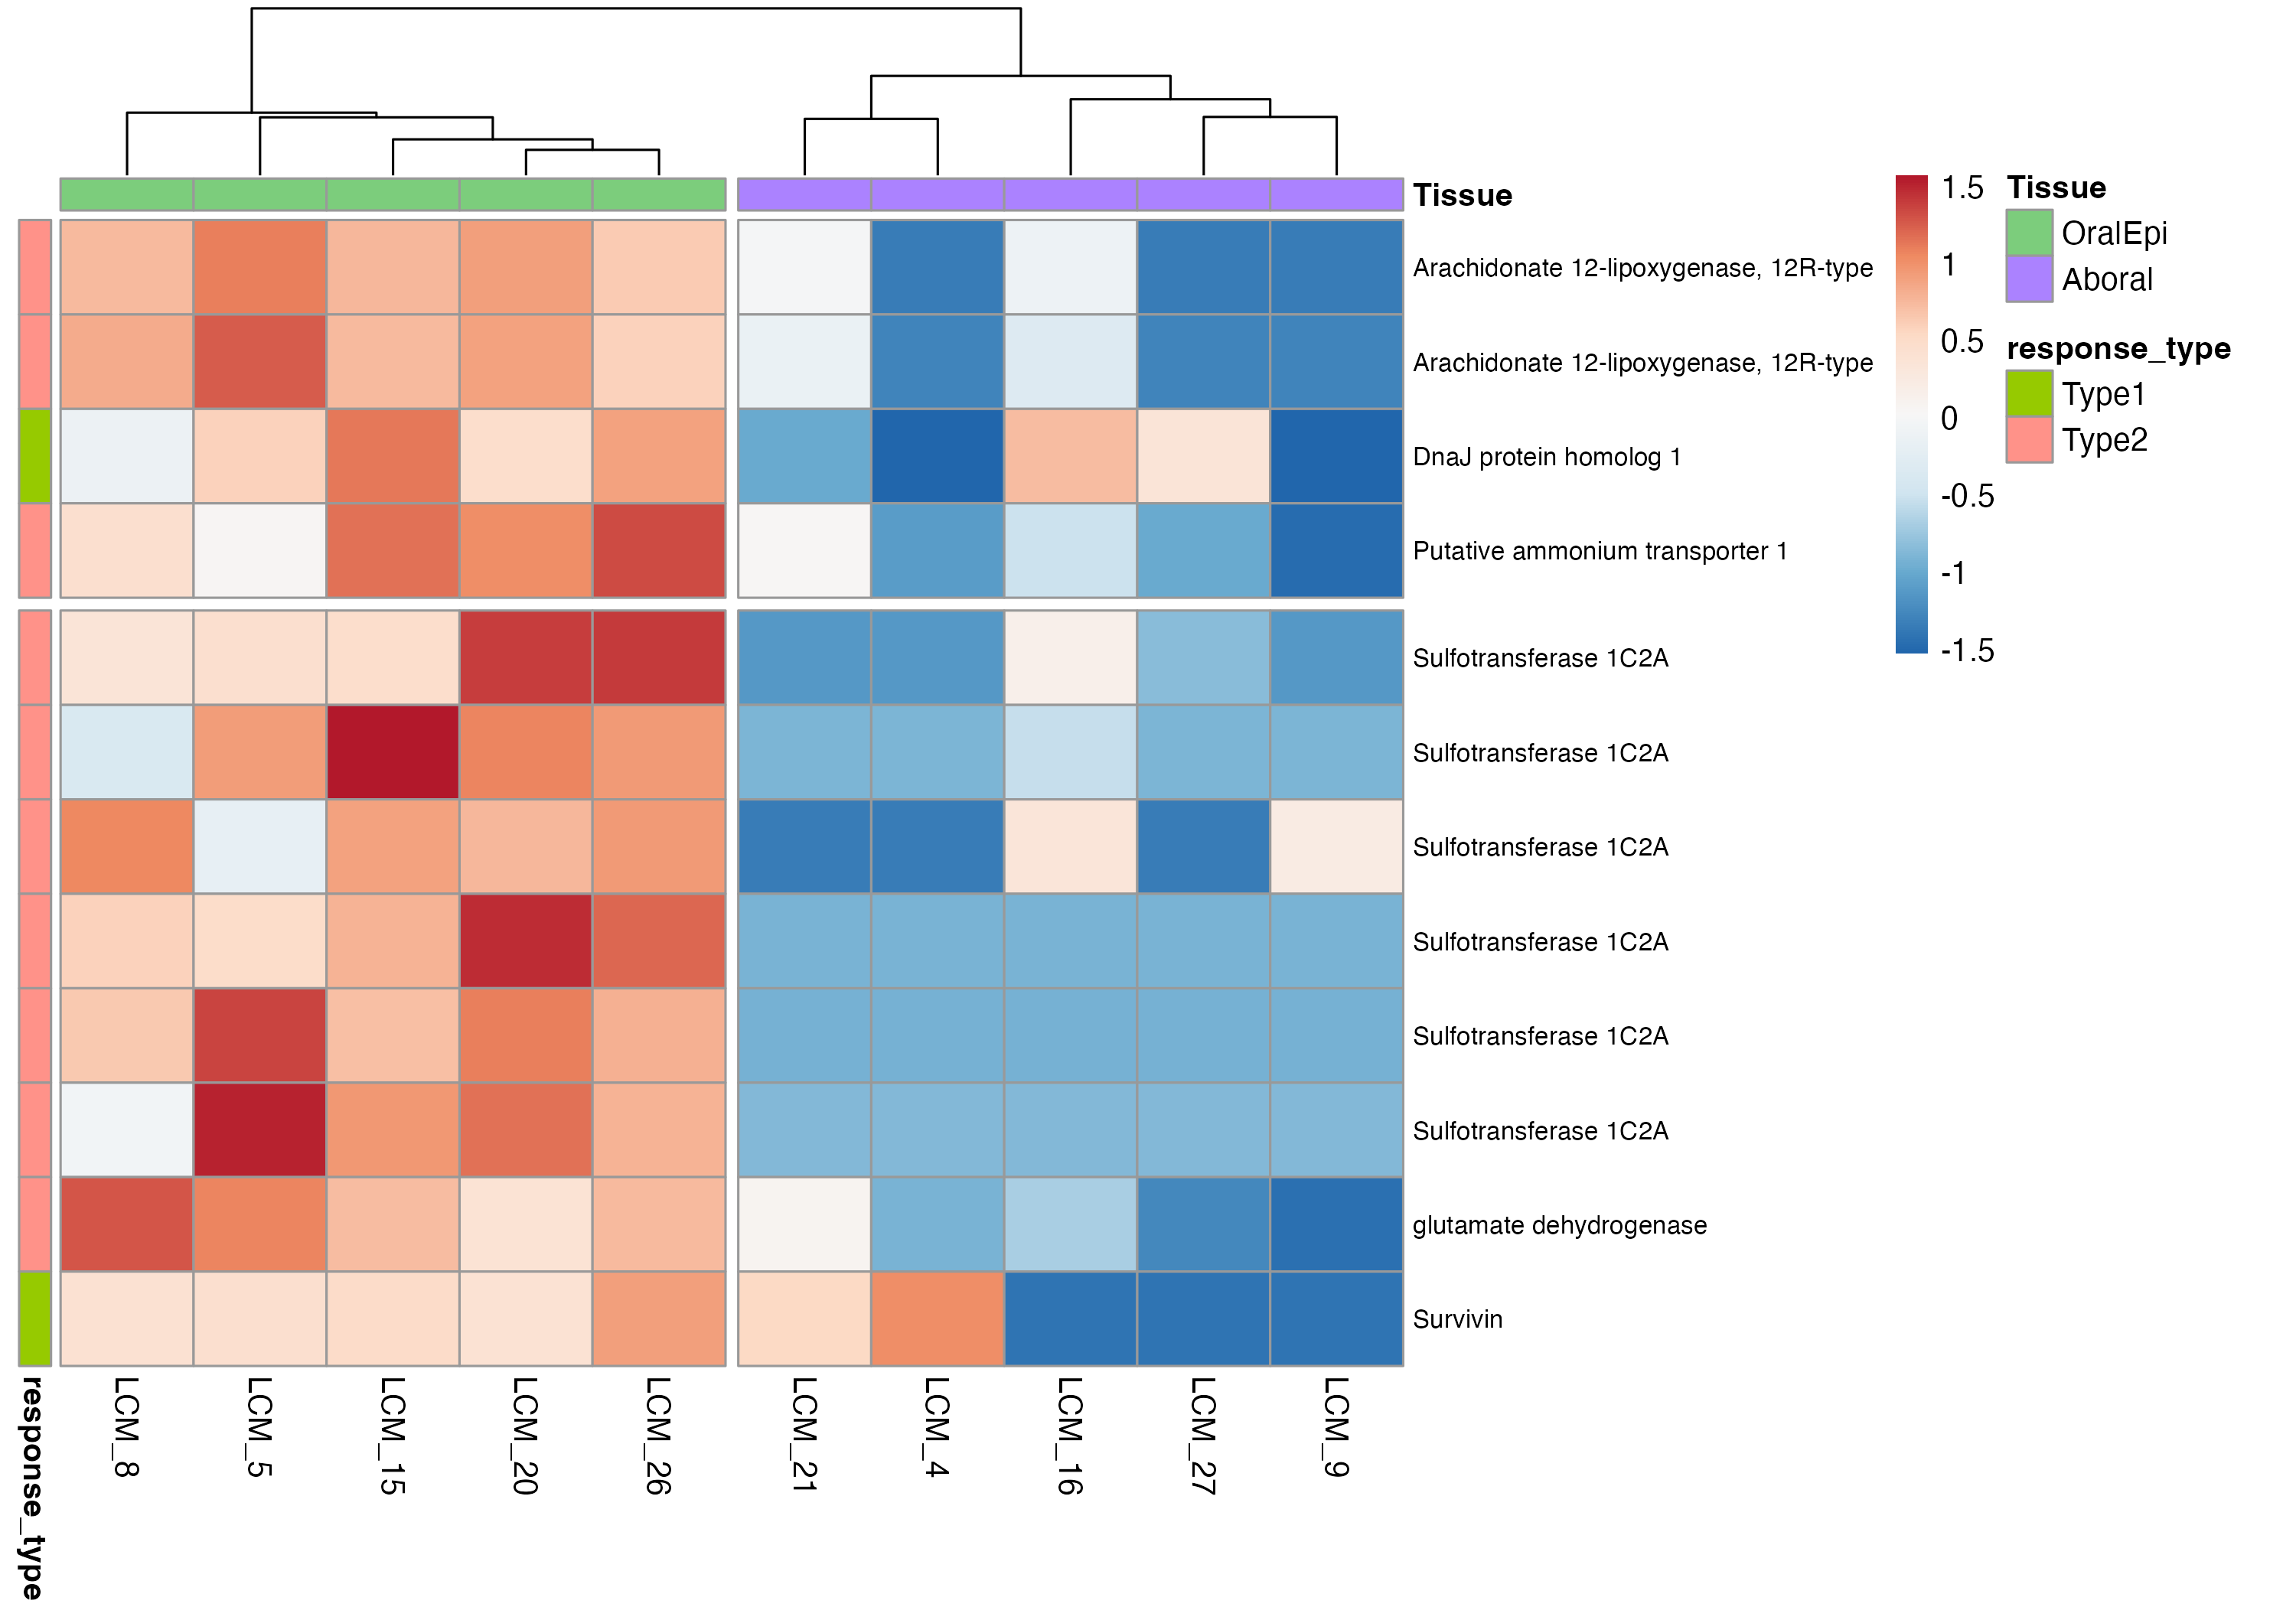 Tissue
Arachidonate 12-lipoxygenase, 12R-type
Arachidonate 12-lipoxygenase, 12R-type
DnaJ protein homolog 1
Putative ammonium transporter 1
Sulfotransferase 1C2A
Sulfotransferase 1C2A
Sulfotransferase 1C2A
Sulfotransferase 1C2A
Sulfotransferase 1C2A
Sulfotransferase 1C2A
glutamate dehydrogenase
Survivin
response_type
LCM_8
LCM_5
LCM_15
LCM_20
LCM_26
LCM_21
LCM_4
LCM_16
LCM_27
LCM_9
1.5
1
0.5
0
-0.5
-1
-1.5
Tissue
OralEpi
Aboral
response_type
Type1
Type2